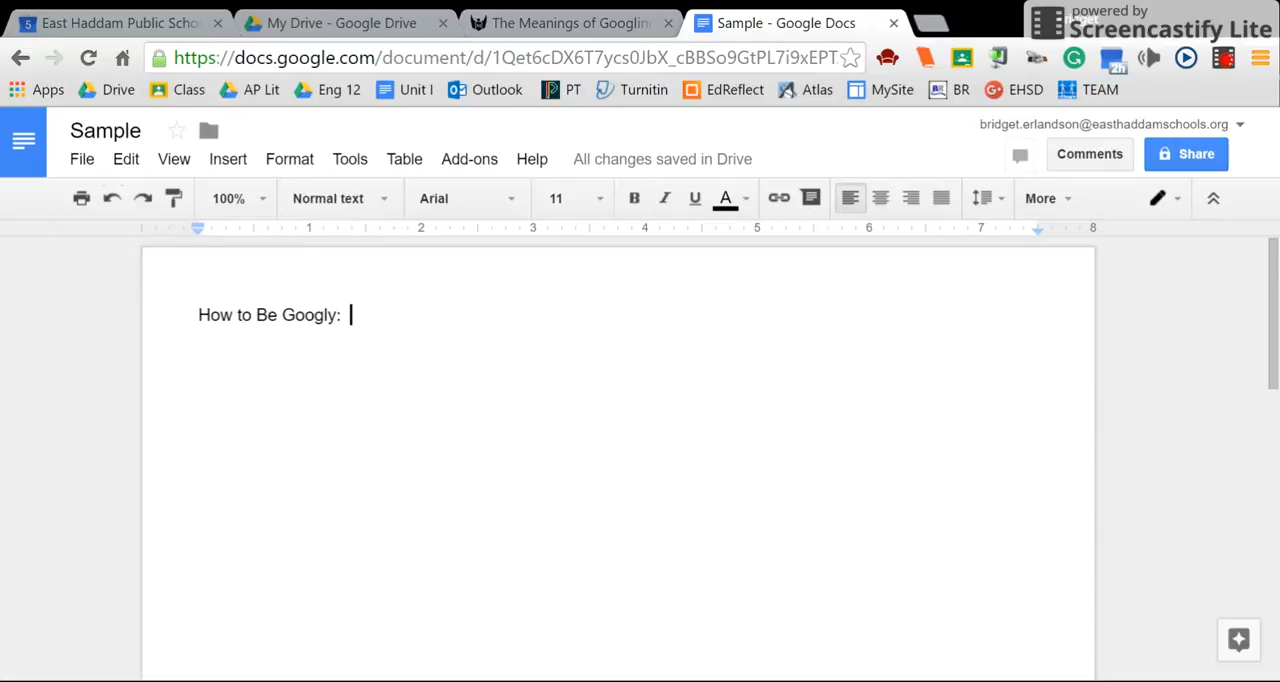 5 East Haddam Public Scho
My Drive - Google Drive
The Meanings of Googlin
Sample - Google Docs
powered by
Screencastify Lite
https://docs.google.com/document/d/1Qet6cDX6T7ycs0JbX_cBBSo9GtPL7i9xEPT
2h
Apps Drive Class AP Lit Eng 12 Unit I Outlook PT Turnitin EdReflect Atlas MySite BR EHSD TEAM
Sample
bridget.erlandson@easthaddamschools.org
File Edit View Insert Format Tools Table Add-ons Help All changes saved in Drive
Comments Share
100% Normal text Arial 11 B I U A More
1 2 3 4 5 6 7 8
How to Be Googly: